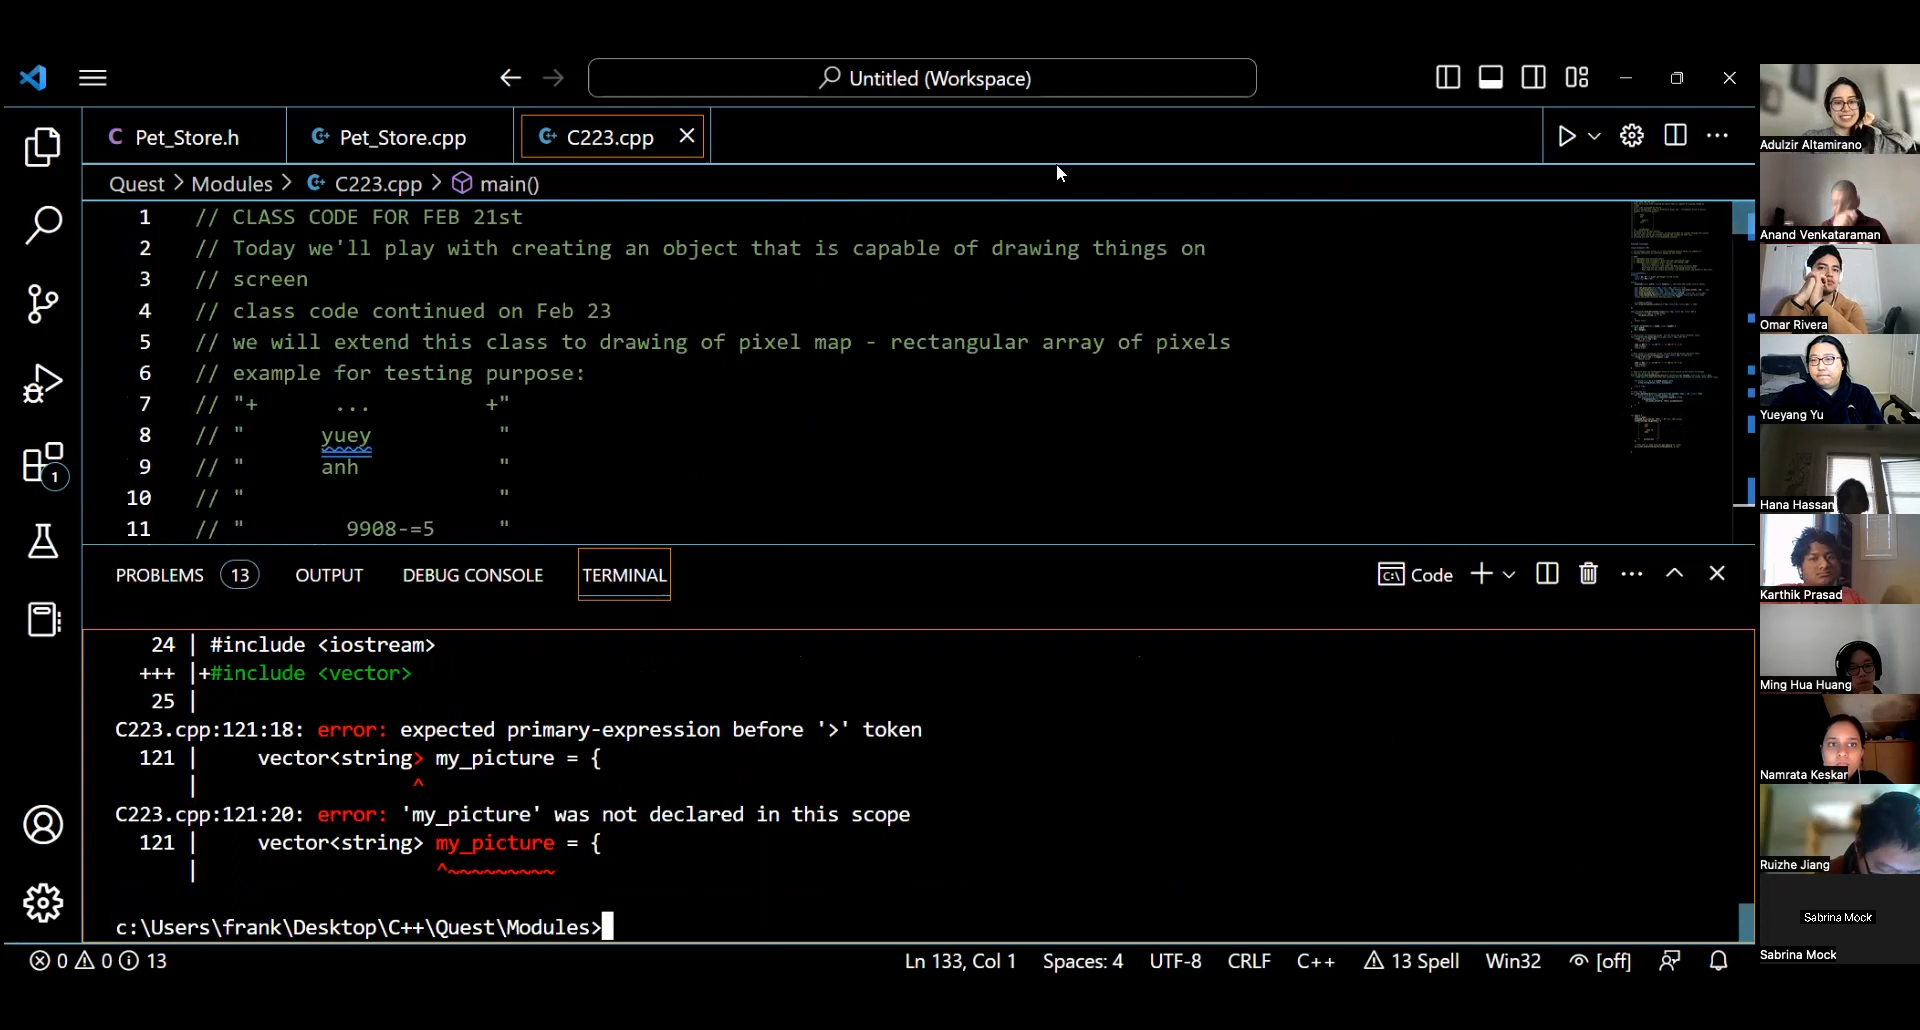 Untitled (Workspace)
C Pet_Store.h
Pet_Store.cpp
C223.cpp
Quest > Modules > C223.cpp > main()
1 // CLASS CODE FOR FEB 21st
2 // Today we'll play with creating an object that is capable of drawing things on
3 // screen
4 // class code continued on Feb 23
5 // we will extend this class to drawing of pixel map - rectangular array of pixels
6 // example for testing purpose:
7 // "+ ... +"
8 // " yuey "
9 // " anh "
10 // " "
11 // " 9908-=5 "
1
PROBLEMS 13 OUTPUT DEBUG CONSOLE TERMINAL
Code
24 | #include <iostream>
+++ |+#include <vector>
25 |
C223.cpp:121:18: error: expected primary-expression before '>' token
121 | vector<string> my_picture = {
| ^
C223.cpp:121:20: error: 'my_picture' was not declared in this scope
121 | vector<string> my_picture = {
| ^~~~~~~~~~
c:\Users\frank\Desktop\C++\Quest\Modules>
0 0 13
Ln 133, Col 1 Spaces: 4 UTF-8 CRLF C++ 13 Spell Win32 [off]
Adulzir Altamirano
Anand Venkataraman
Omar Rivera
Yueyang Yu
Hana Hassan
Karthik Prasad
Ming Hua Huang
Namrata Keskar
Ruizhe Jiang
Sabrina Mock
Sabrina Mock